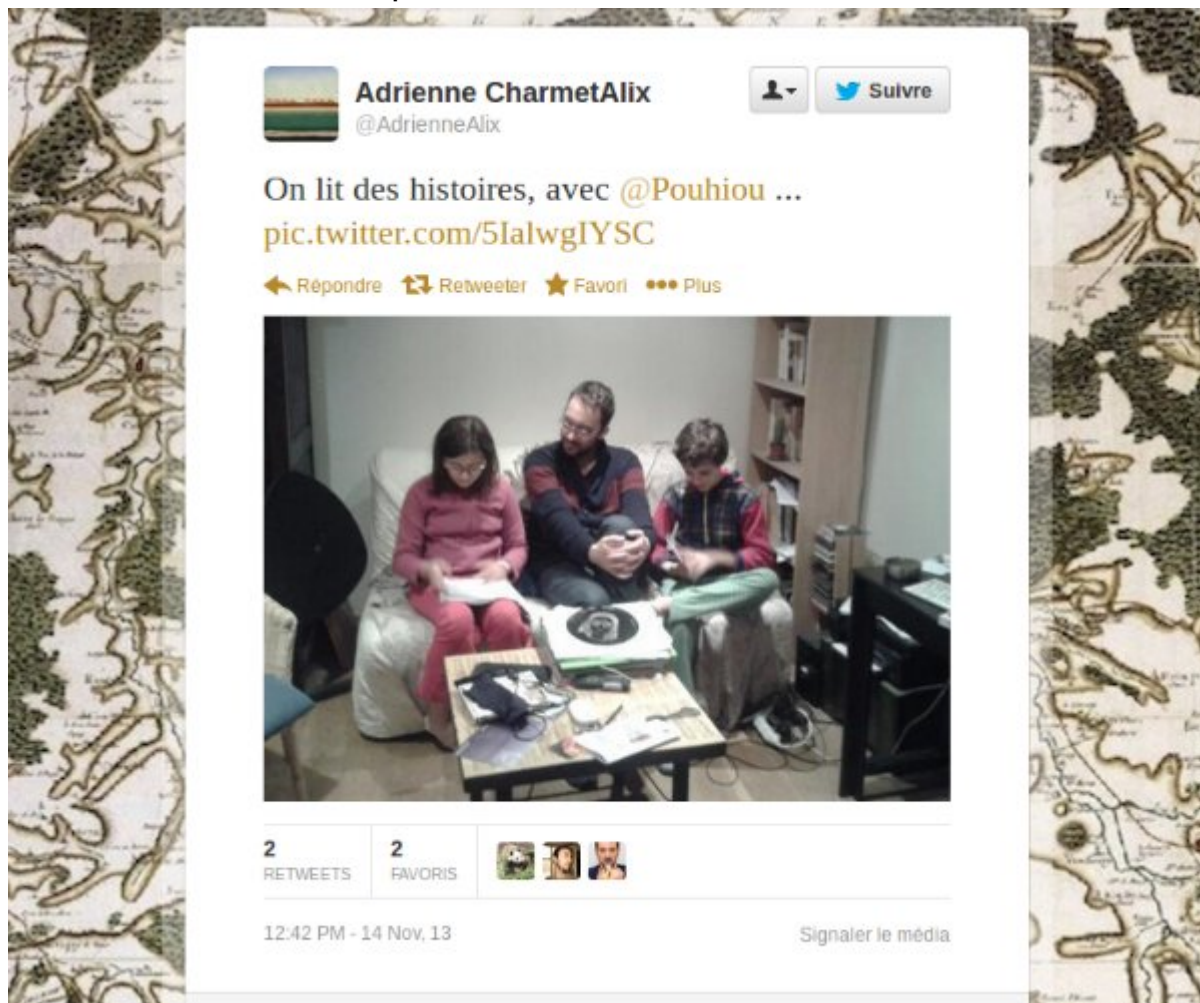 Adrienne CharmetAlix
Suivre
@AdrienneAlix
On lit des histoires, avec @Pouhiou ...
pic.twitter.com/5IalwgIYSC
Répondre Retweeter Favori Plus
2 2
RETWEETS FAVORIS
12:42 PM - 14 Nov, 13
Signaler le média